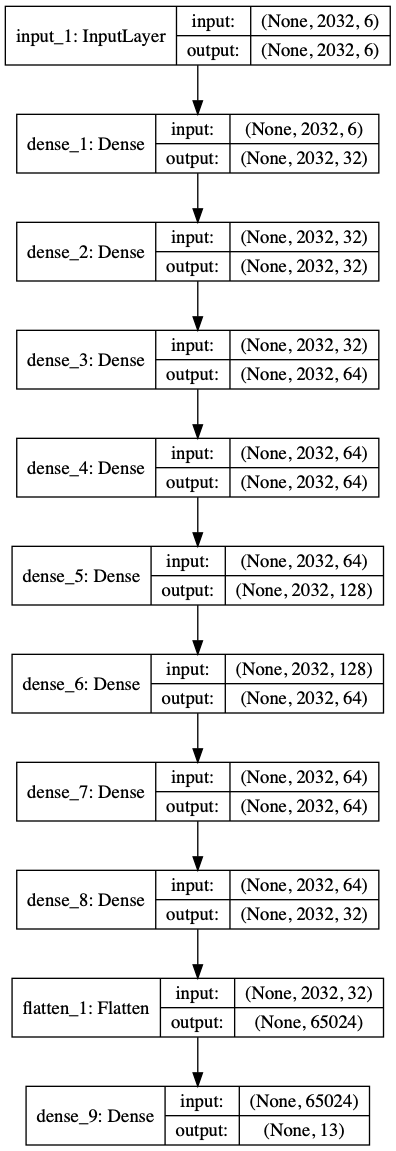 input_1: InputLayer
input: (None, 2032, 6)
output: (None, 2032, 6)
dense_1: Dense
input: (None, 2032, 6)
output: (None, 2032, 32)
dense_2: Dense
input: (None, 2032, 32)
output: (None, 2032, 32)
dense_3: Dense
input: (None, 2032, 32)
output: (None, 2032, 64)
dense_4: Dense
input: (None, 2032, 64)
output: (None, 2032, 64)
dense_5: Dense
input: (None, 2032, 64)
output: (None, 2032, 128)
dense_6: Dense
input: (None, 2032, 128)
output: (None, 2032, 64)
dense_7: Dense
input: (None, 2032, 64)
output: (None, 2032, 64)
dense_8: Dense
input: (None, 2032, 64)
output: (None, 2032, 32)
flatten_1: Flatten
input: (None, 2032, 32)
output: (None, 65024)
dense_9: Dense
input: (None, 65024)
output: (None, 13)